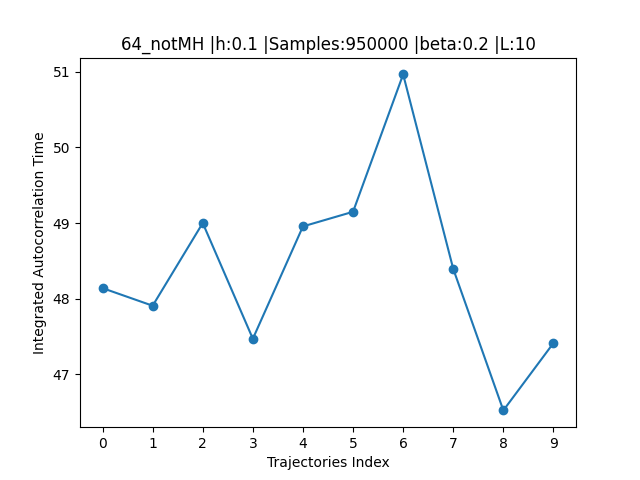 64_notMH |h:0.1 |Samples:950000 |beta:0.2 |L:10
Integrated Autocorrelation Time
51
50
49
48
47
0 1 2 3 4 5 6 7 8 9
Trajectories Index